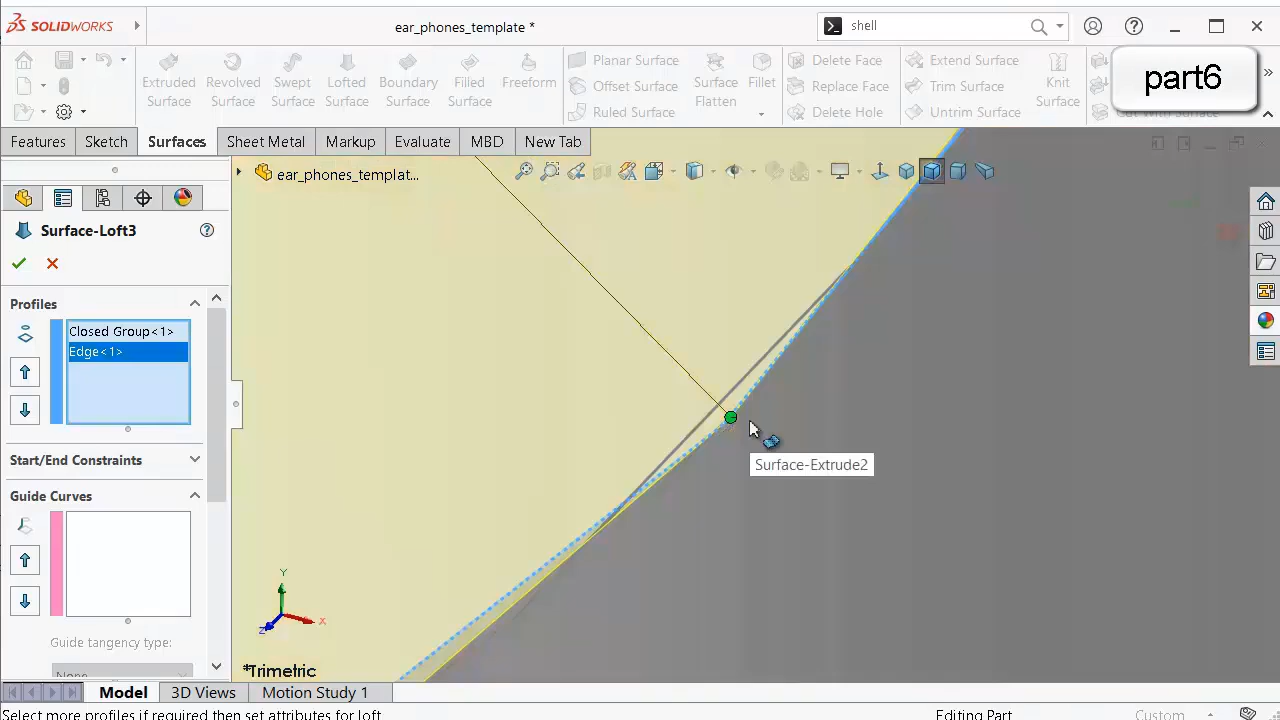 SOLIDWORKS
ear_phones_template *
shell
Extruded Surface
Revolved Surface
Swept Surface
Lofted Surface
Boundary Surface
Filled Surface
Freeform
Planar Surface
Offset Surface
Ruled Surface
Surface Flatten
Fillet
Delete Face
Replace Face
Delete Hole
Extend Surface
Trim Surface
Untrim Surface
Knit Surface
Cut With Surface
part6
Features
Sketch
Surfaces
Sheet Metal
Markup
Evaluate
MBD
New Tab
ear_phones_templat...
Surface-Loft3
Profiles
Closed Group<1>
Edge<1>
Start/End Constraints
Guide Curves
Guide tangency type:
None
Surface-Extrude2
Y
X
Z
*Trimetric
Model
3D Views
Motion Study 1
Select more profiles if required then set attributes for loft
Editing Part
Custom